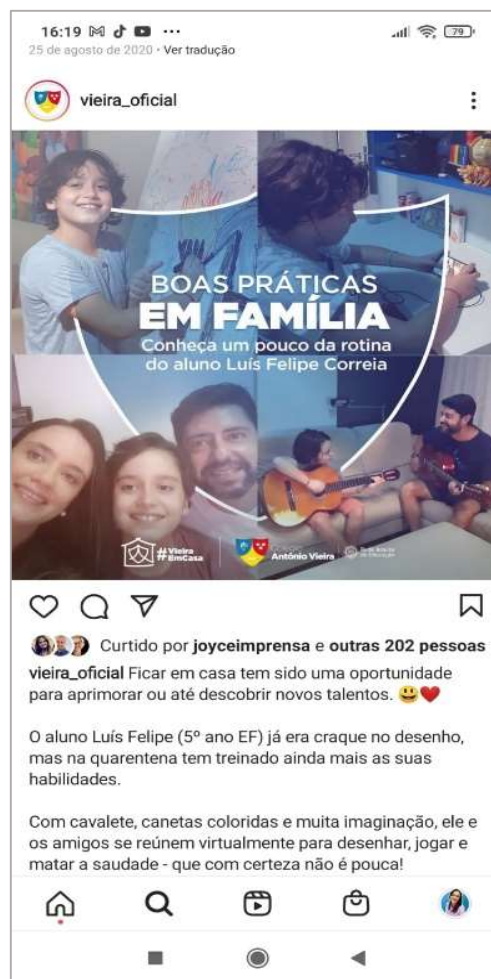 16:19
79
25 de agosto de 2020 · Ver tradução
vieira_oficial
BOAS PRÁTICAS
EM FAMÍLIA
Conheça um pouco da rotina
do aluno Luís Felipe Correia
#Vieira
EmCasa
Antônio Vieira
Curtido por joyceimprensa e outras 202 pessoas
vieira_oficial Ficar em casa tem sido uma oportunidade
para aprimorar ou até descobrir novos talentos. 😃❤️
O aluno Luís Felipe (5º ano EF) já era craque no desenho,
mas na quarentena tem treinado ainda mais as suas
habilidades.
Com cavalete, canetas coloridas e muita imaginação, ele e
os amigos se reúnem virtualmente para desenhar, jogar e
matar a saudade - que com certeza não é pouca!